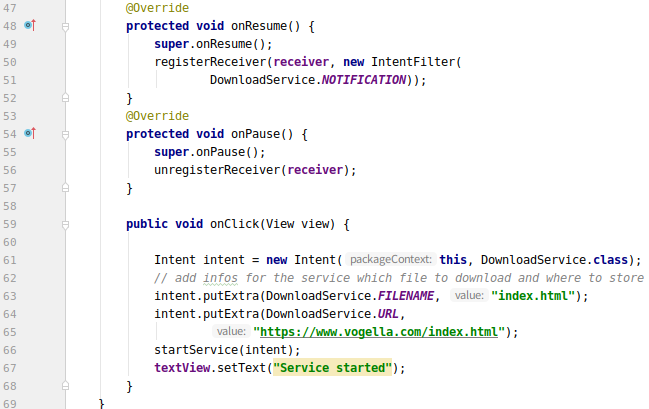 47 @Override
48 protected void onResume() {
49 super.onResume();
50 registerReceiver(receiver, new IntentFilter(
51 DownloadService.NOTIFICATION));
52 }
53 @Override
54 protected void onPause() {
55 super.onPause();
56 unregisterReceiver(receiver);
57 }
58
59 public void onClick(View view) {
60
61 Intent intent = new Intent( packageContext: this, DownloadService.class);
62 // add infos for the service which file to download and where to store
63 intent.putExtra(DownloadService.FILENAME, value: "index.html");
64 intent.putExtra(DownloadService.URL,
65 value: "https://www.vogella.com/index.html");
66 startService(intent);
67 textView.setText("Service started");
68 }
69 }